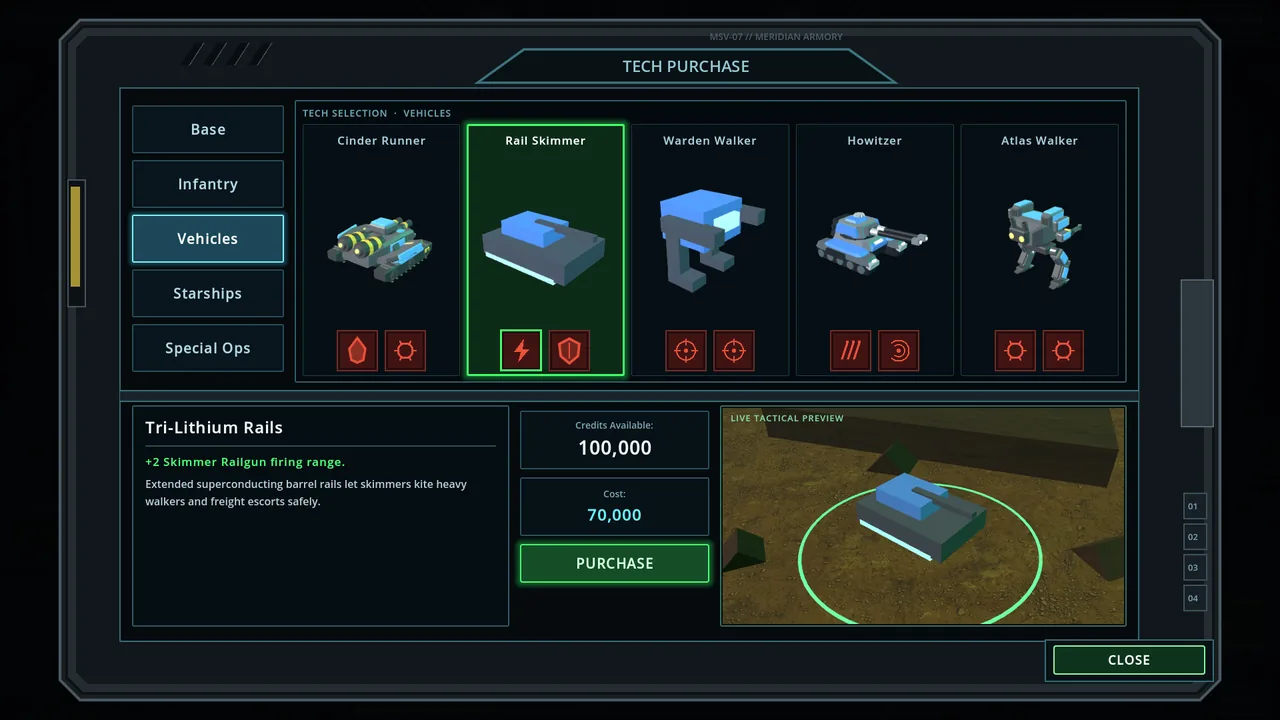 MSV-07 // MERIDIAN ARMORY
TECH PURCHASE
Base
Infantry
Vehicles
Starships
Special Ops
TECH SELECTION · VEHICLES
Cinder Runner
Rail Skimmer
Warden Walker
Howitzer
Atlas Walker
Tri-Lithium Rails
+2 Skimmer Railgun firing range.
Extended superconducting barrel rails let skimmers kite heavy
walkers and freight escorts safely.
Credits Available:
100,000
Cost:
70,000
PURCHASE
LIVE TACTICAL PREVIEW
01
02
03
04
CLOSE